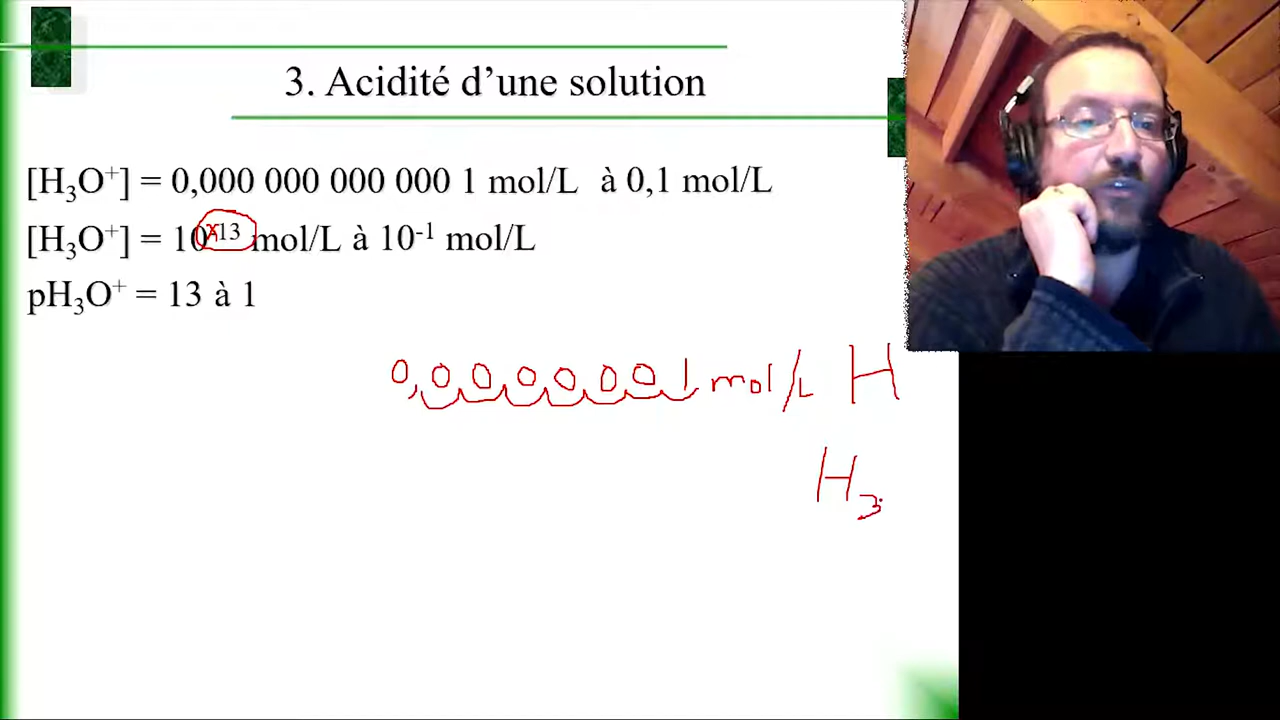 3. Acidité d’une solution
[H₃O⁺] = 0,000 000 000 000 1 mol/L à 0,1 mol/L
[H₃O⁺] = 10⁻¹³ mol/L à 10⁻¹ mol/L
pH₃O⁺ = 13 à 1
0,0000001 mol/L H
H₃